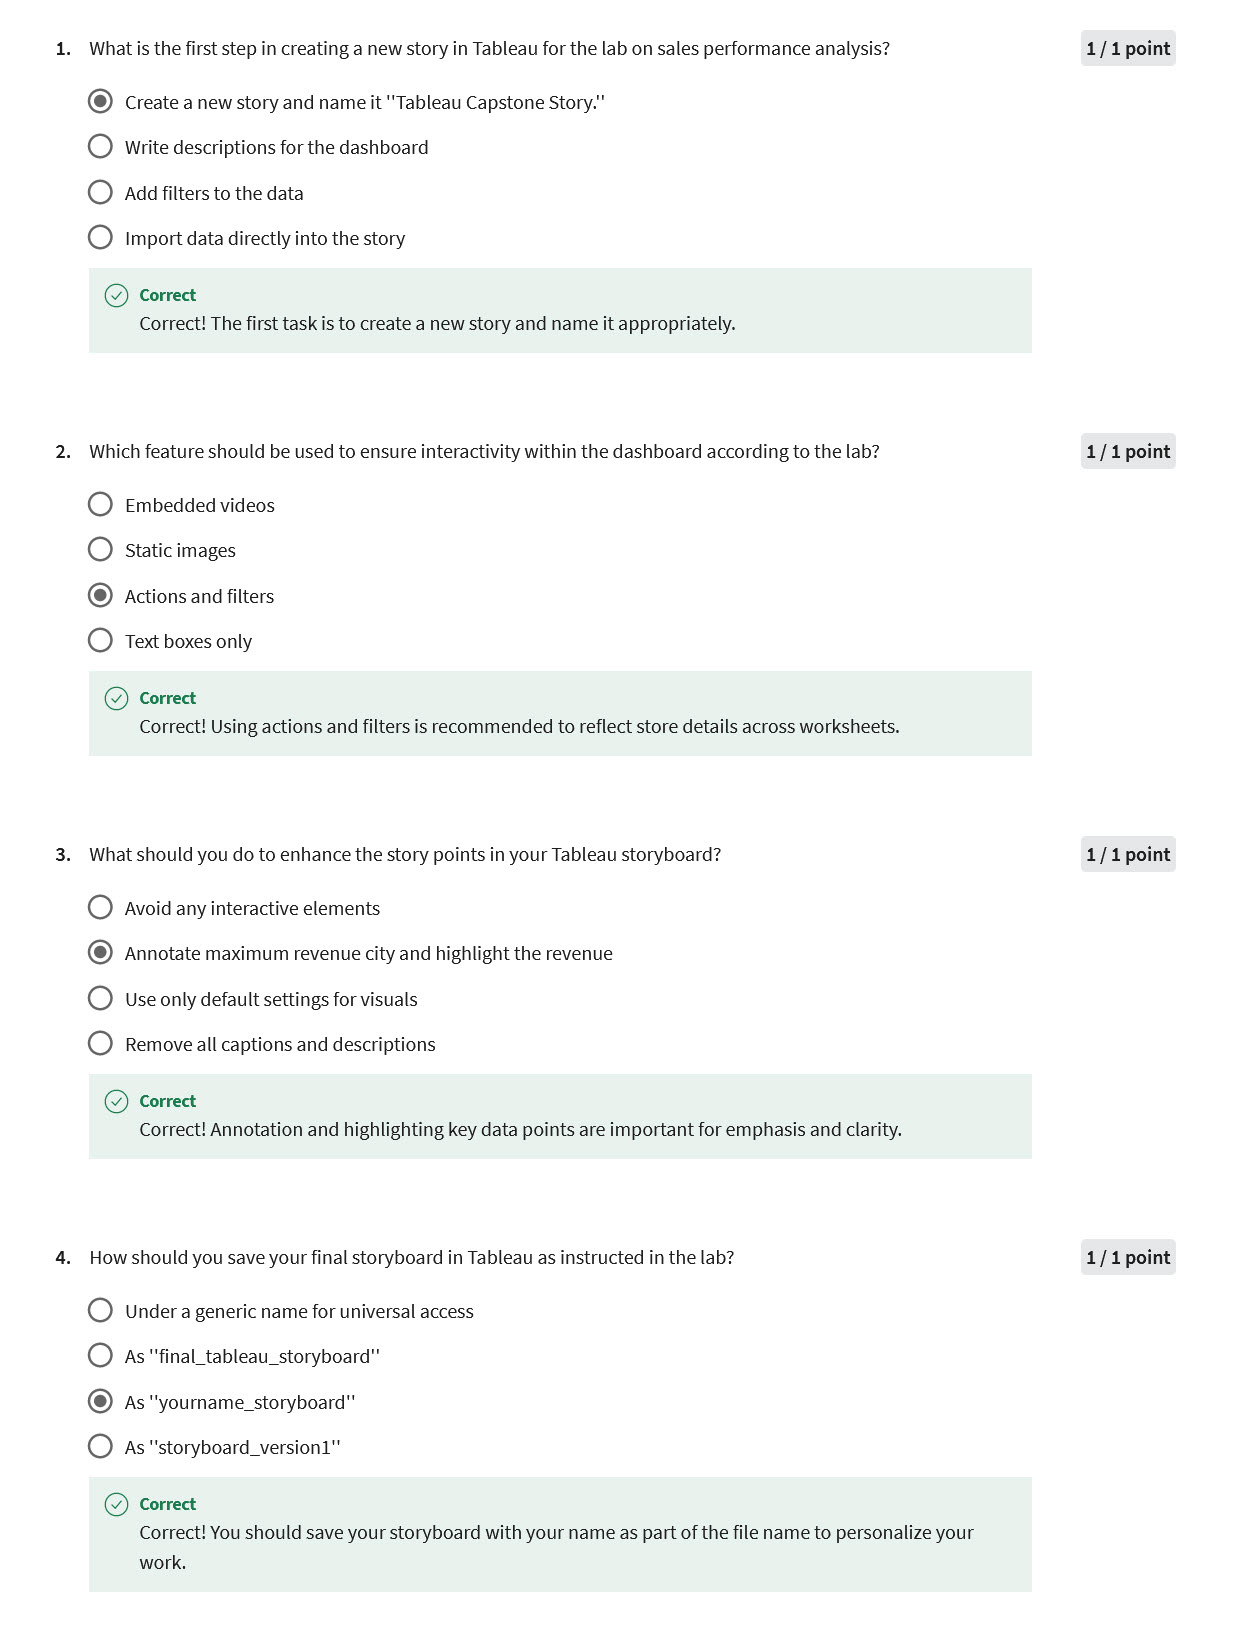 1. What is the first step in creating a new story in Tableau for the lab on sales performance analysis? 1 / 1 point
Create a new story and name it ''Tableau Capstone Story.''
Write descriptions for the dashboard
Add filters to the data
Import data directly into the story
Correct
Correct! The first task is to create a new story and name it appropriately.
2. Which feature should be used to ensure interactivity within the dashboard according to the lab? 1 / 1 point
Embedded videos
Static images
Actions and filters
Text boxes only
Correct
Correct! Using actions and filters is recommended to reflect store details across worksheets.
3. What should you do to enhance the story points in your Tableau storyboard? 1 / 1 point
Avoid any interactive elements
Annotate maximum revenue city and highlight the revenue
Use only default settings for visuals
Remove all captions and descriptions
Correct
Correct! Annotation and highlighting key data points are important for emphasis and clarity.
4. How should you save your final storyboard in Tableau as instructed in the lab? 1 / 1 point
Under a generic name for universal access
As ''final_tableau_storyboard''
As ''yourname_storyboard''
As ''storyboard_version1''
Correct
Correct! You should save your storyboard with your name as part of the file name to personalize your
work.